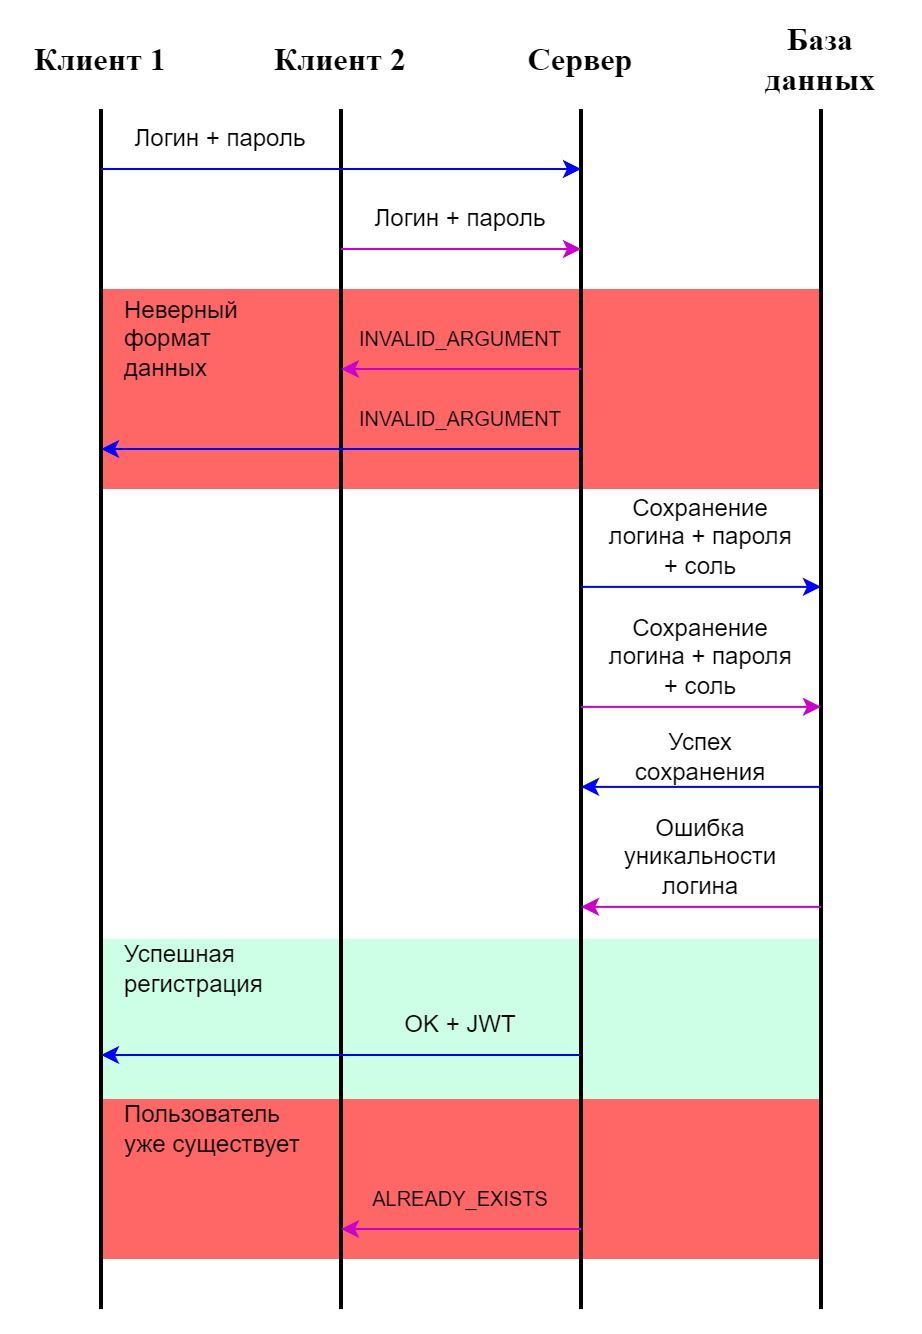 Клиент 1
Клиент 2
Сервер
База
данных
Логин + пароль
Логин + пароль
Неверный
формат
данных
INVALID_ARGUMENT
INVALID_ARGUMENT
Сохранение
логина + пароля
+ соль
Сохранение
логина + пароля
+ соль
Успех
сохранения
Ошибка
уникальности
логина
Успешная
регистрация
OK + JWT
Пользователь
уже существует
ALREADY_EXISTS